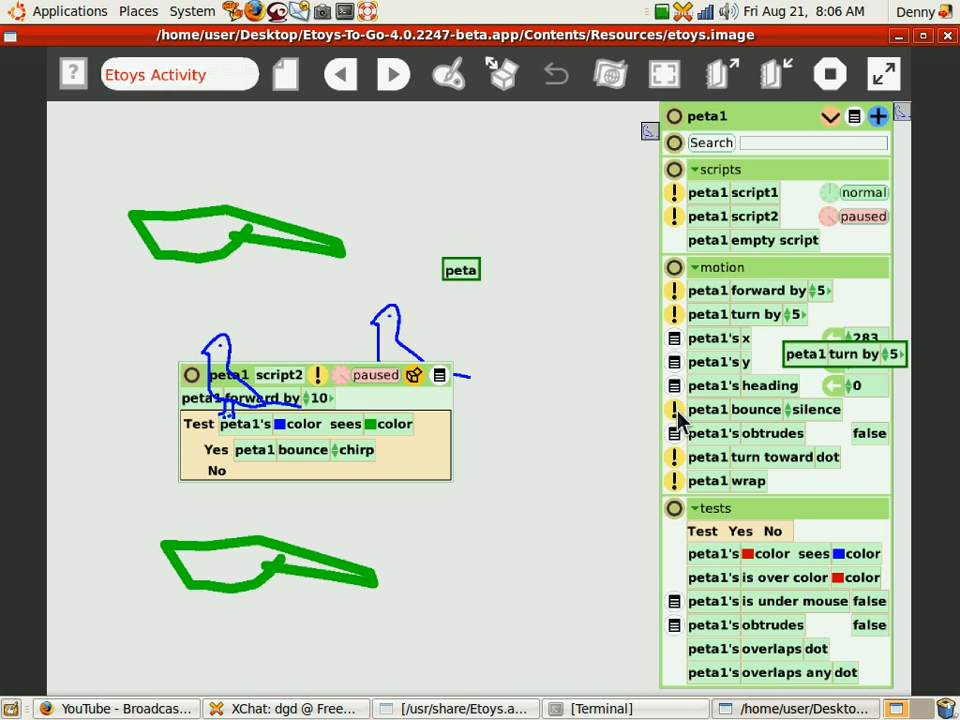 Applications Places System Fri Aug 21, 8:06 AM Denny
/home/user/Desktop/Etoys-To-Go-4.0.2247-beta.app/Contents/Resources/etoys.image
? Etoys Activity
peta1
Search
scripts
peta1 script1 normal
peta1 script2 paused
peta1 empty script
motion
peta1 forward by 5
peta1 turn by 5
peta1's x 283
peta1's y
peta1's heading 0
peta1 bounce silence
peta1's obtrudes false
peta1 turn toward dot
peta1 wrap
tests
Test Yes No
peta1's color sees color
peta1's is over color color
peta1's is under mouse false
peta1's obtrudes false
peta1's overlaps dot
peta1's overlaps any dot
peta1 turn by 5
peta
peta1 script2 ! paused
peta1 forward by 10
Test peta1's color sees color
Yes peta1 bounce chirp
No
YouTube - Broadcas... XChat: dgd @ Free... [/usr/share/Etoys.a... [Terminal] /home/user/Deskto...